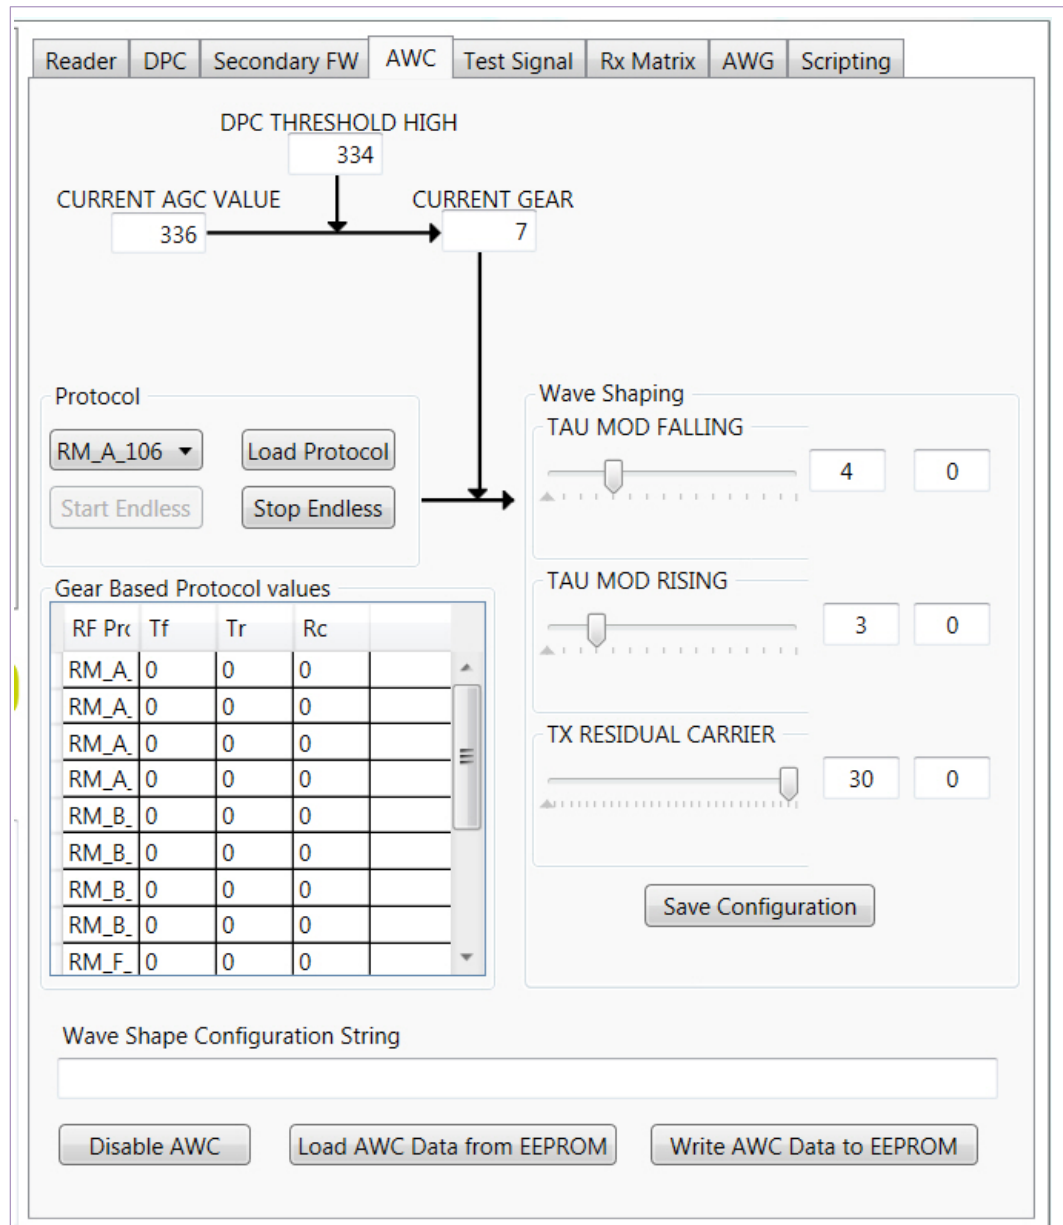 Reader DPC Secondary FW AWC Test Signal Rx Matrix AWG Scripting
DPC THRESHOLD HIGH
334
CURRENT AGC VALUE CURRENT GEAR
336 7
Protocol
RM_A_106 Load Protocol
Start Endless Stop Endless
Wave Shaping
TAU MOD FALLING
4 0
TAU MOD RISING
3 0
TX RESIDUAL CARRIER
30 0
Save Configuration
Gear Based Protocol values
RF Pro Tf Tr Rc
RM_A_ 0 0 0
RM_A_ 0 0 0
RM_A_ 0 0 0
RM_A_ 0 0 0
RM_B_ 0 0 0
RM_B_ 0 0 0
RM_B_ 0 0 0
RM_B_ 0 0 0
RM_F_ 0 0 0
Wave Shape Configuration String
Disable AWC Load AWC Data from EEPROM Write AWC Data to EEPROM